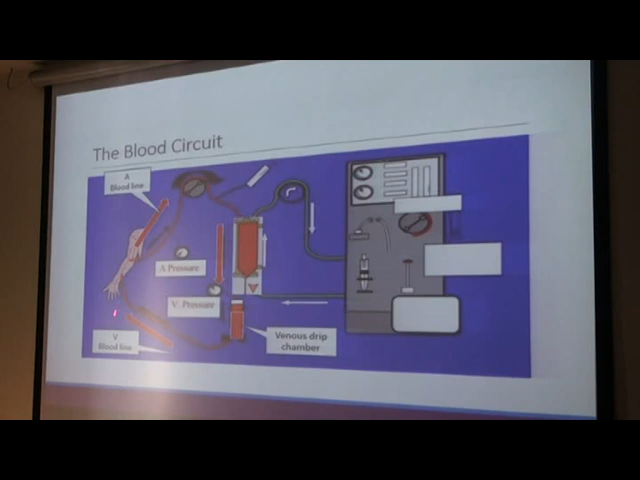 The Blood Circuit
A
Blood line
A Pressure
V. Pressure
V
Blood line
Venous drip
chamber